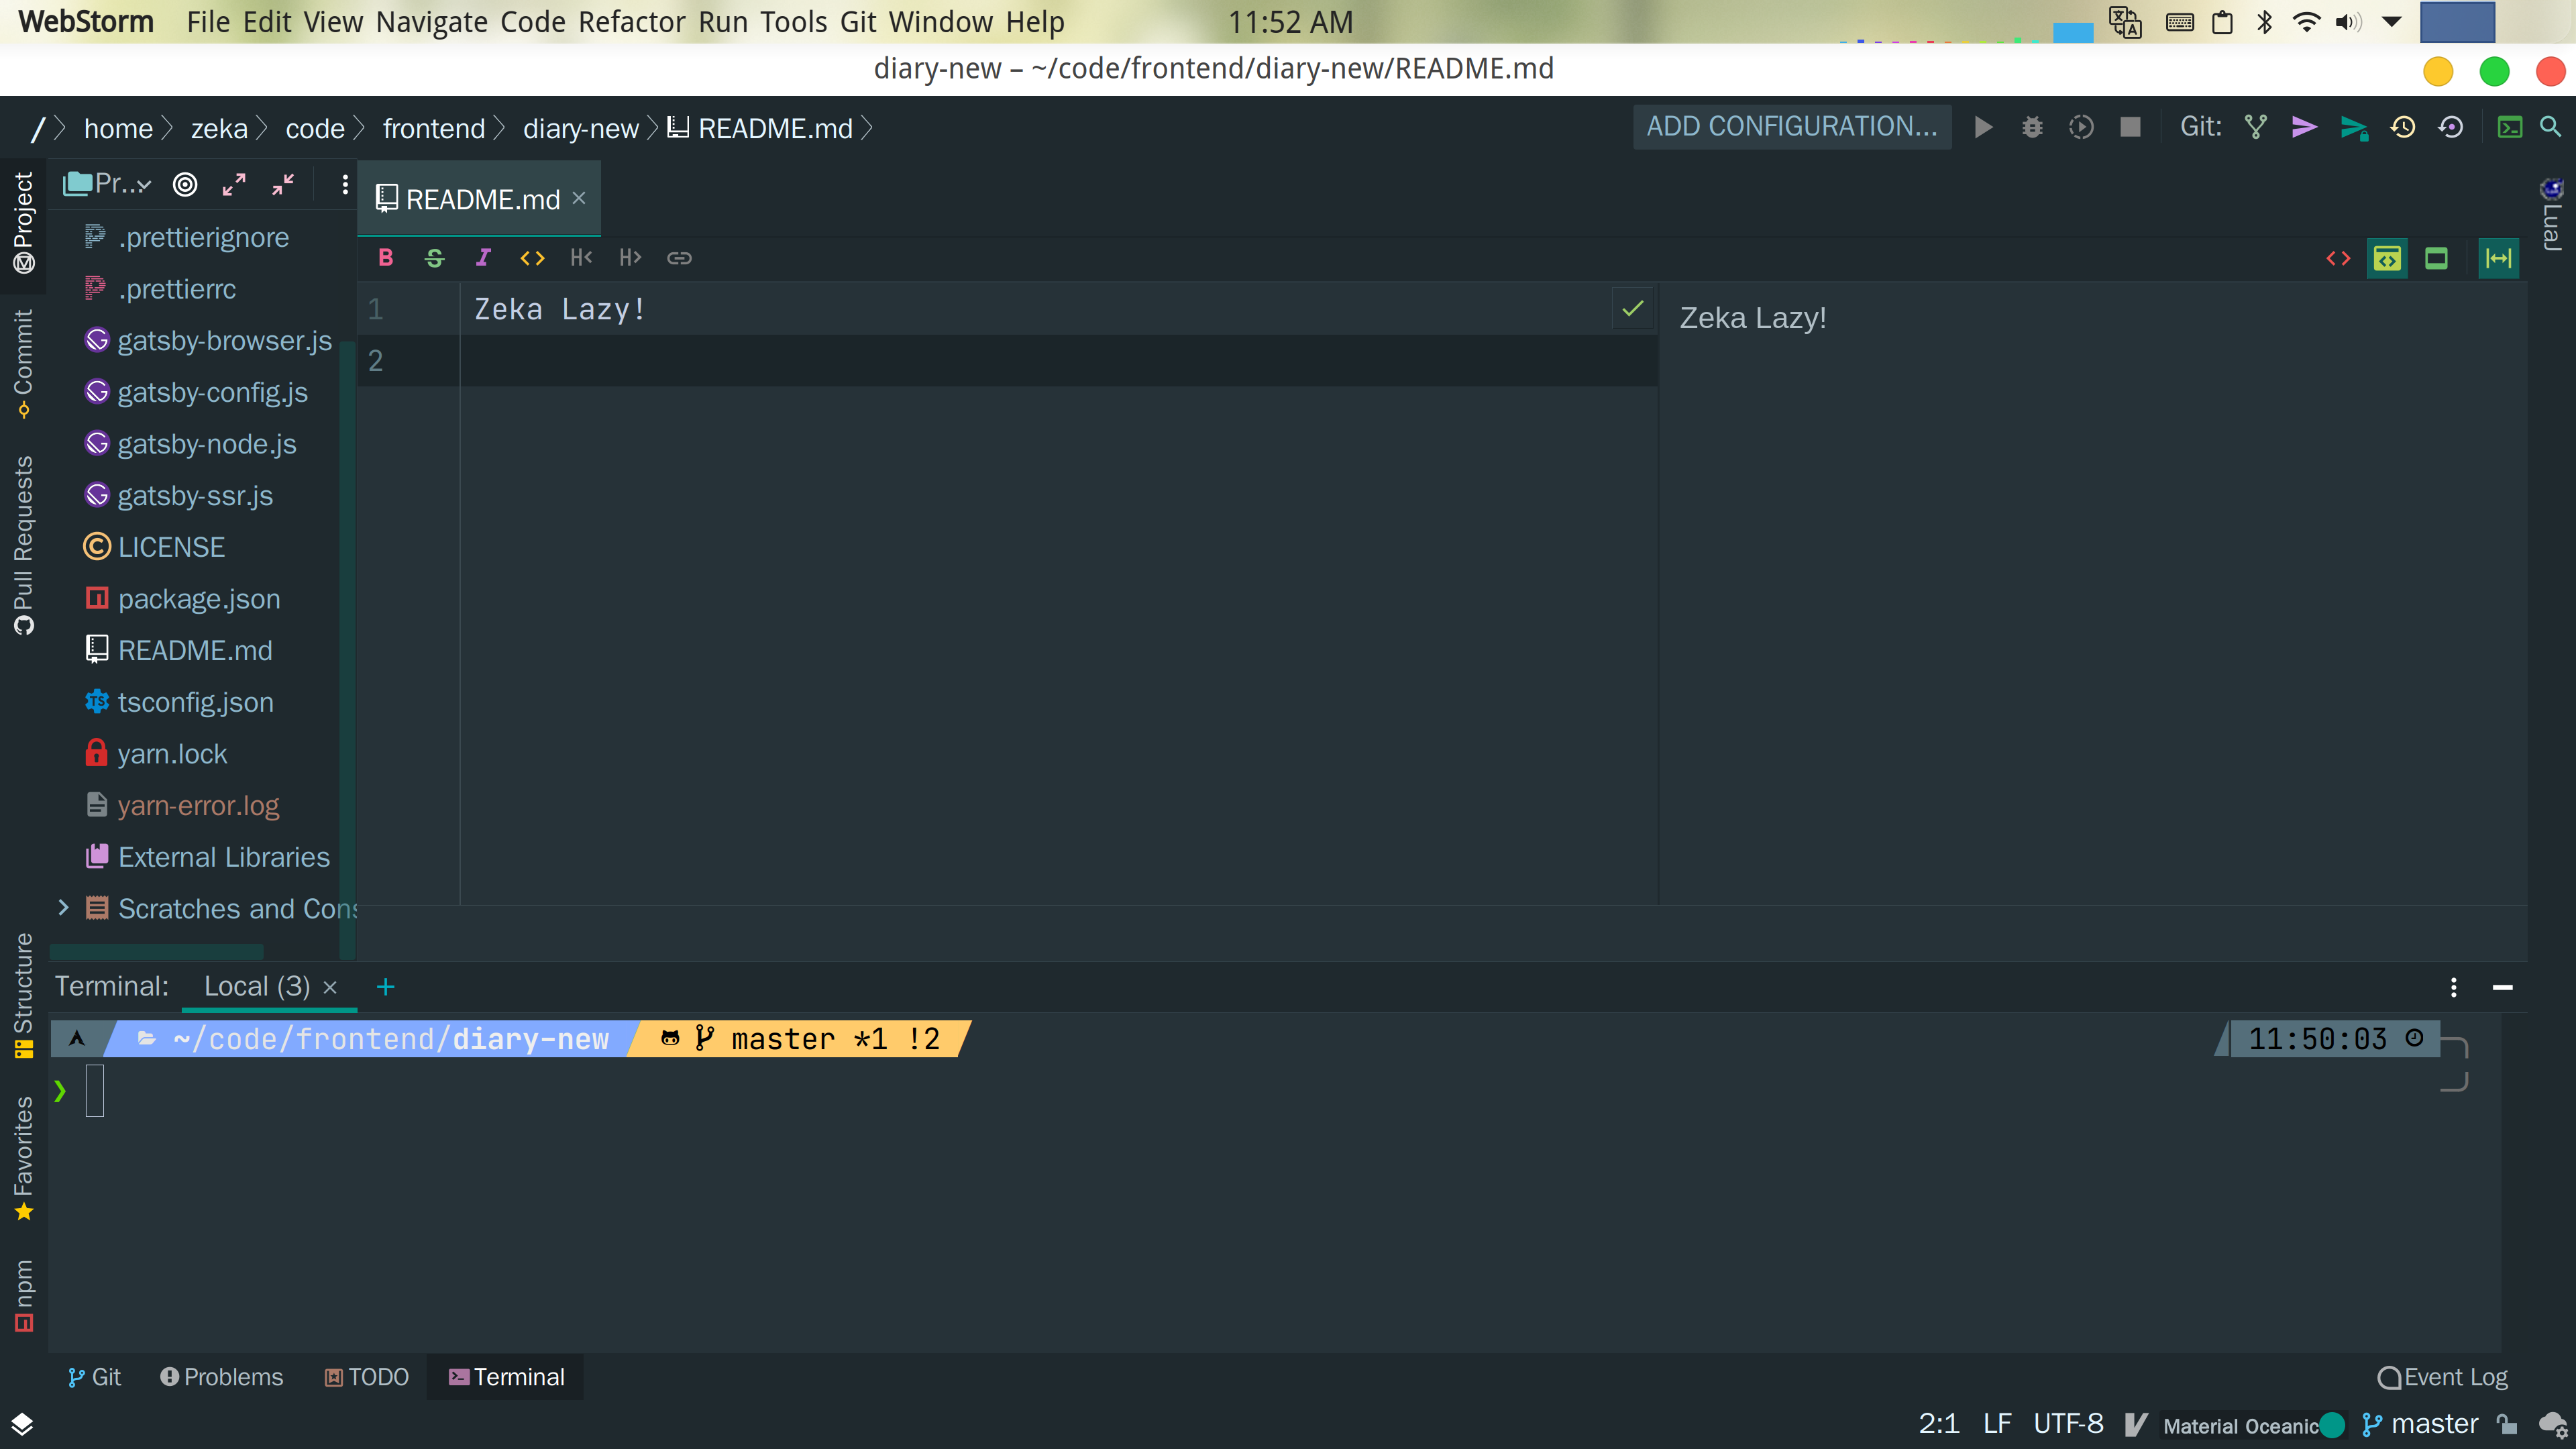 WebStorm File Edit View Navigate Code Refactor Run Tools Git Window Help 11:52 AM
diary-new – ~/code/frontend/diary-new/README.md
/ home zeka code frontend diary-new README.md ADD CONFIGURATION... Git:
Project
Commit
Pull Requests
Structure
Favorites
npm
Pr...
.prettierignore
.prettierrc
gatsby-browser.js
gatsby-config.js
gatsby-node.js
gatsby-ssr.js
LICENSE
package.json
README.md
tsconfig.json
yarn.lock
yarn-error.log
External Libraries
Scratches and Cons
README.md
1 Zeka Lazy!
2
Zeka Lazy!
LuaJ
Terminal: Local (3) +
~/code/frontend/diary-new master *1 !2 11:50:03
❯
Git Problems TODO Terminal Event Log
2:1 LF UTF-8 Material Oceanic master